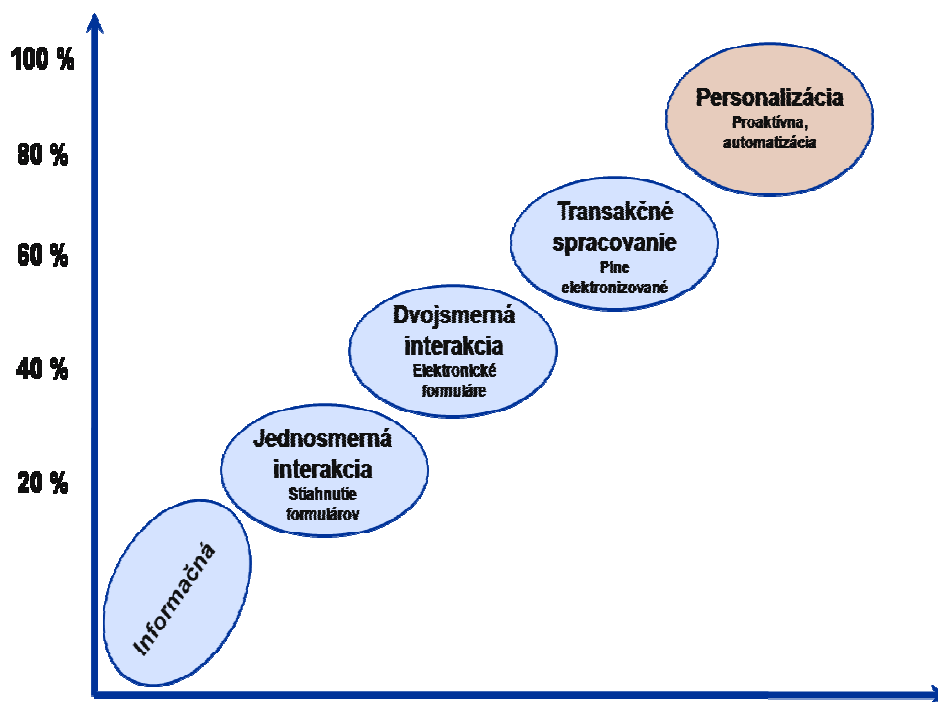 100 %
80 %
60 %
40 %
20 %
Personalizácia
Proaktívna,
automatizácia
Transakčné
spracovanie
Plne
elektronizované
Dvojsmerná
interakcia
Elektronické
formuláre
Jednosmerná
interakcia
Stiahnutie
formulárov
Informačná